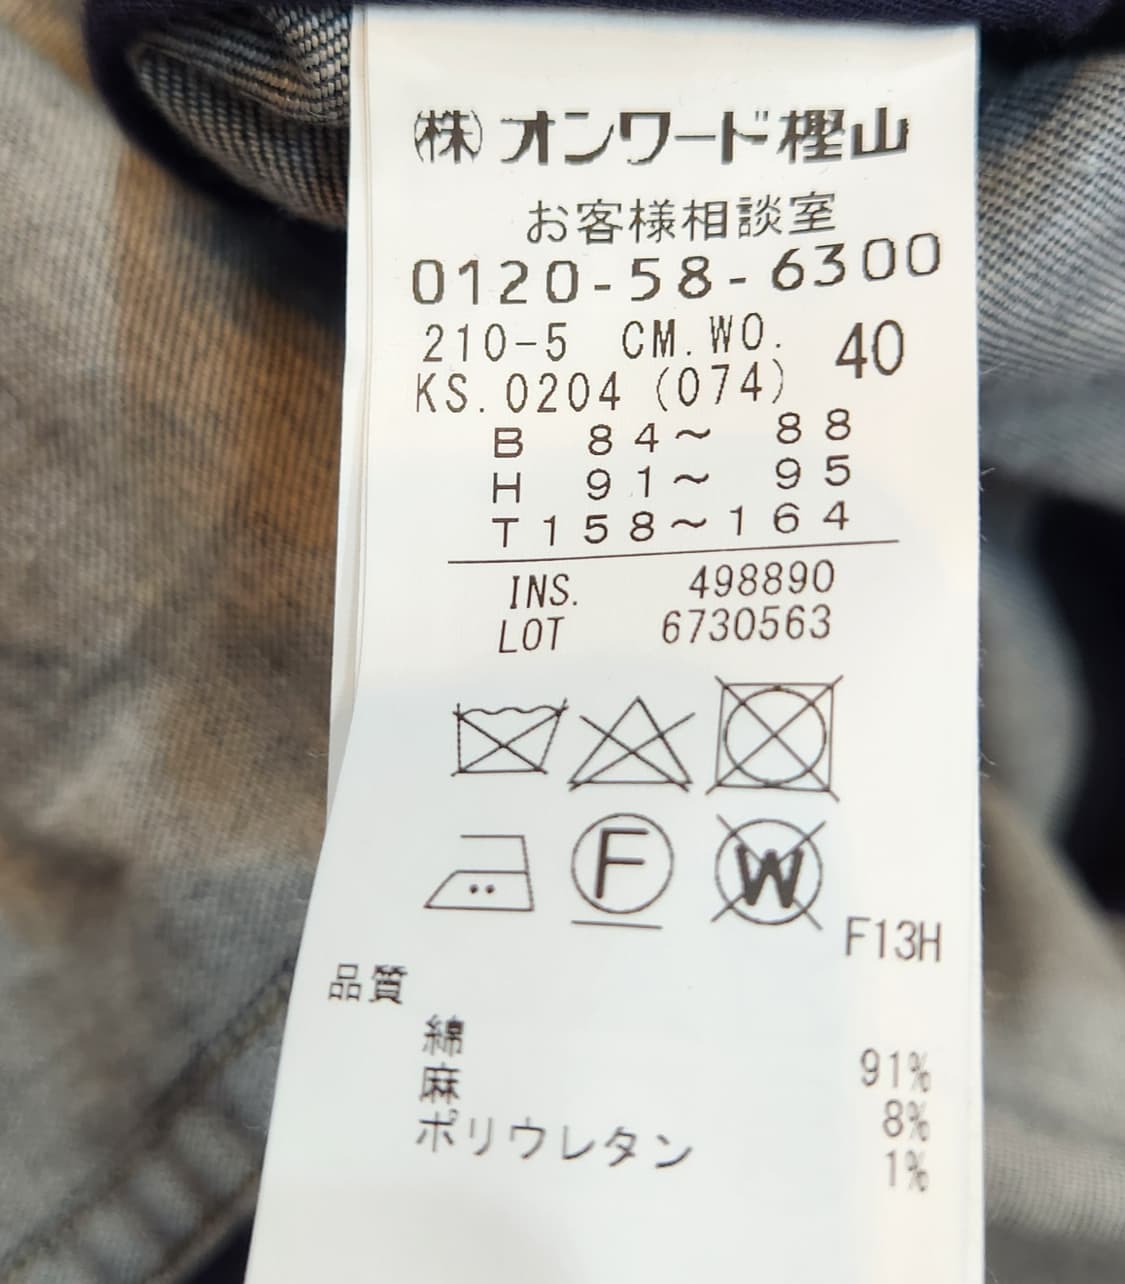 ㈱オンワード樫山
お客様相談室
0120-58-6300
210-5 CM.WO. 40
KS.0204 (074)
B 84~ 88
H 91~ 95
T158~164
INS. 498890
LOT 6730563
F W
F13H
品質
綿 91%
麻 8%
ポリウレタン 1%